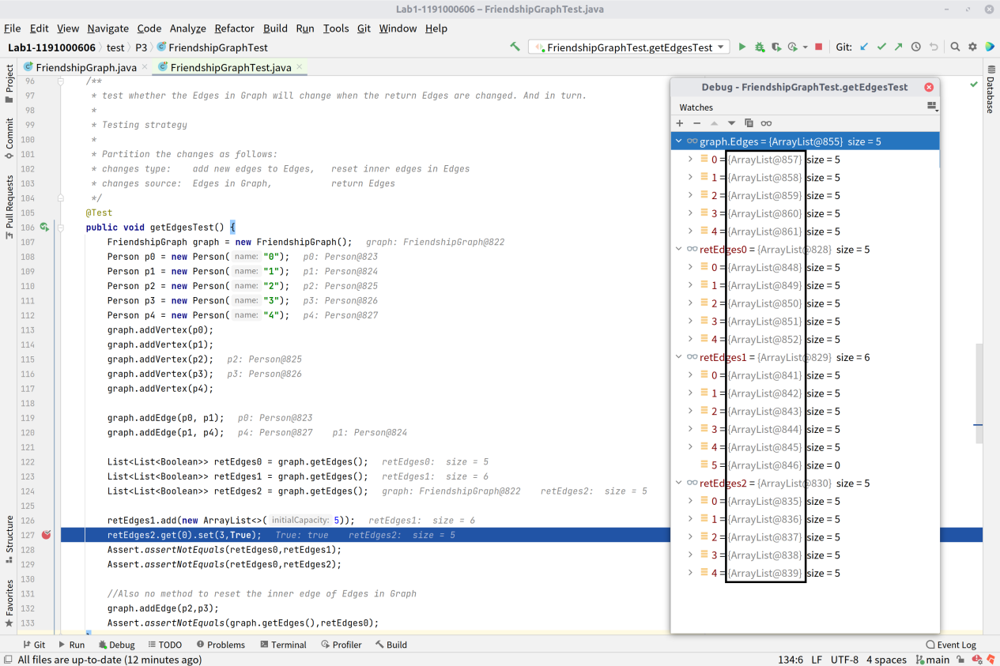 Lab1-1191000606 – FriendshipGraphTest.java
File Edit View Navigate Code Analyze Refactor Build Run Tools Git Window Help
Lab1-1191000606 test P3 FriendshipGraphTest
FriendshipGraphTest.getEdgesTest
Git:
FriendshipGraph.java
FriendshipGraphTest.java
Project
Commit
Pull Requests
Structure
Favorites
Database
96 /**
97 * test whether the Edges in Graph will change when the return Edges are changed. And in turn.
98 *
99 * Testing strategy
100 *
101 * Partition the changes as follows:
102 * changes type: add new edges to Edges, reset inner edges in Edges
103 * changes source: Edges in Graph, return Edges
104 */
105 @Test
106 public void getEdgesTest() {
107 FriendshipGraph graph = new FriendshipGraph(); graph: FriendshipGraph@822
108 Person p0 = new Person( name: "0"); p0: Person@823
109 Person p1 = new Person( name: "1"); p1: Person@824
110 Person p2 = new Person( name: "2"); p2: Person@825
111 Person p3 = new Person( name: "3"); p3: Person@826
112 Person p4 = new Person( name: "4"); p4: Person@827
113 graph.addVertex(p0);
114 graph.addVertex(p1);
115 graph.addVertex(p2); p2: Person@825
116 graph.addVertex(p3); p3: Person@826
117 graph.addVertex(p4);
118
119 graph.addEdge(p0, p1); p0: Person@823
120 graph.addEdge(p1, p4); p4: Person@827 p1: Person@824
121
122 List<List<Boolean>> retEdges0 = graph.getEdges(); retEdges0: size = 5
123 List<List<Boolean>> retEdges1 = graph.getEdges(); retEdges1: size = 6
124 List<List<Boolean>> retEdges2 = graph.getEdges(); graph: FriendshipGraph@822 retEdges2: size = 5
125
126 retEdges1.add(new ArrayList<>( initialCapacity: 5)); retEdges1: size = 6
127 retEdges2.get(0).set(3,True); True: true retEdges2: size = 5
128 Assert.assertNotEquals(retEdges0,retEdges1);
129 Assert.assertNotEquals(retEdges0,retEdges2);
130
131 //Also no method to reset the inner edge of Edges in Graph
132 graph.addEdge(p2,p3);
133 Assert.assertNotEquals(graph.getEdges(),retEdges0);
Debug - FriendshipGraphTest.getEdgesTest
Watches
graph.Edges = {ArrayList@855} size = 5
0 = {ArrayList@857} size = 5
1 = {ArrayList@858} size = 5
2 = {ArrayList@859} size = 5
3 = {ArrayList@860} size = 5
4 = {ArrayList@861} size = 5
retEdges0 = {ArrayList@828} size = 5
0 = {ArrayList@848} size = 5
1 = {ArrayList@849} size = 5
2 = {ArrayList@850} size = 5
3 = {ArrayList@851} size = 5
4 = {ArrayList@852} size = 5
retEdges1 = {ArrayList@829} size = 6
0 = {ArrayList@841} size = 5
1 = {ArrayList@842} size = 5
2 = {ArrayList@843} size = 5
3 = {ArrayList@844} size = 5
4 = {ArrayList@845} size = 5
5 = {ArrayList@846} size = 0
retEdges2 = {ArrayList@830} size = 5
0 = {ArrayList@835} size = 5
1 = {ArrayList@836} size = 5
2 = {ArrayList@837} size = 5
3 = {ArrayList@838} size = 5
4 = {ArrayList@839} size = 5
Git Run Debug TODO Problems Terminal Profiler Build Event Log
All files are up-to-date (12 minutes ago) 134:6 LF UTF-8 4 spaces main